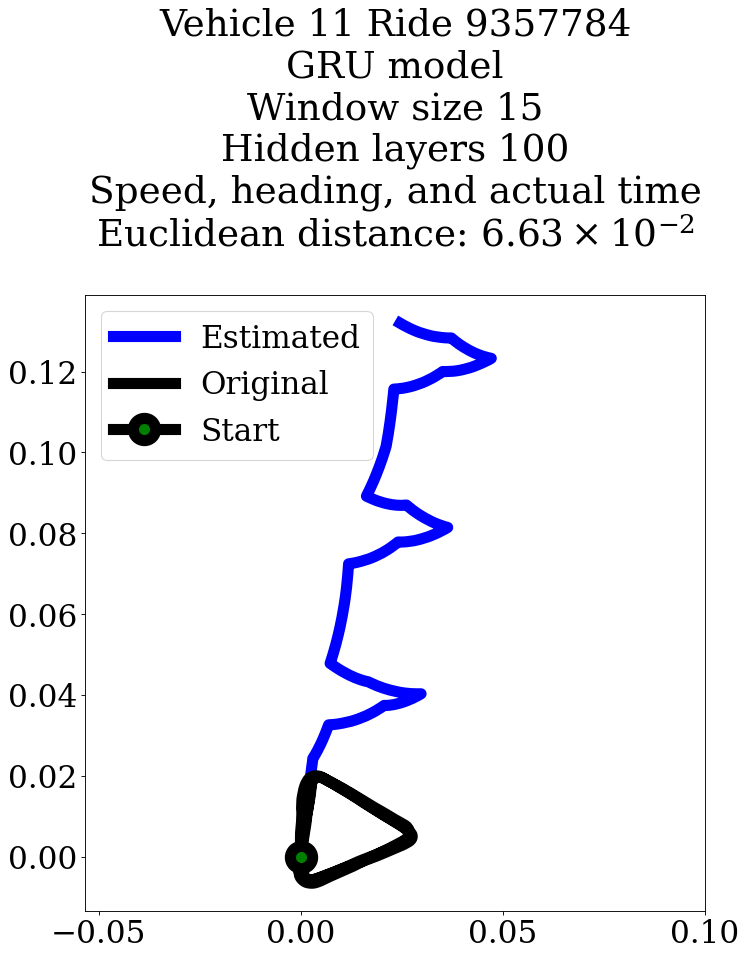 Vehicle 11 Ride 9357784
GRU model
Window size 15
Hidden layers 100
Speed, heading, and actual time
Euclidean distance: 6.63 × 10⁻²
Estimated
Original
Start
0.12
0.10
0.08
0.06
0.04
0.02
0.00
−0.05 0.00 0.05 0.10